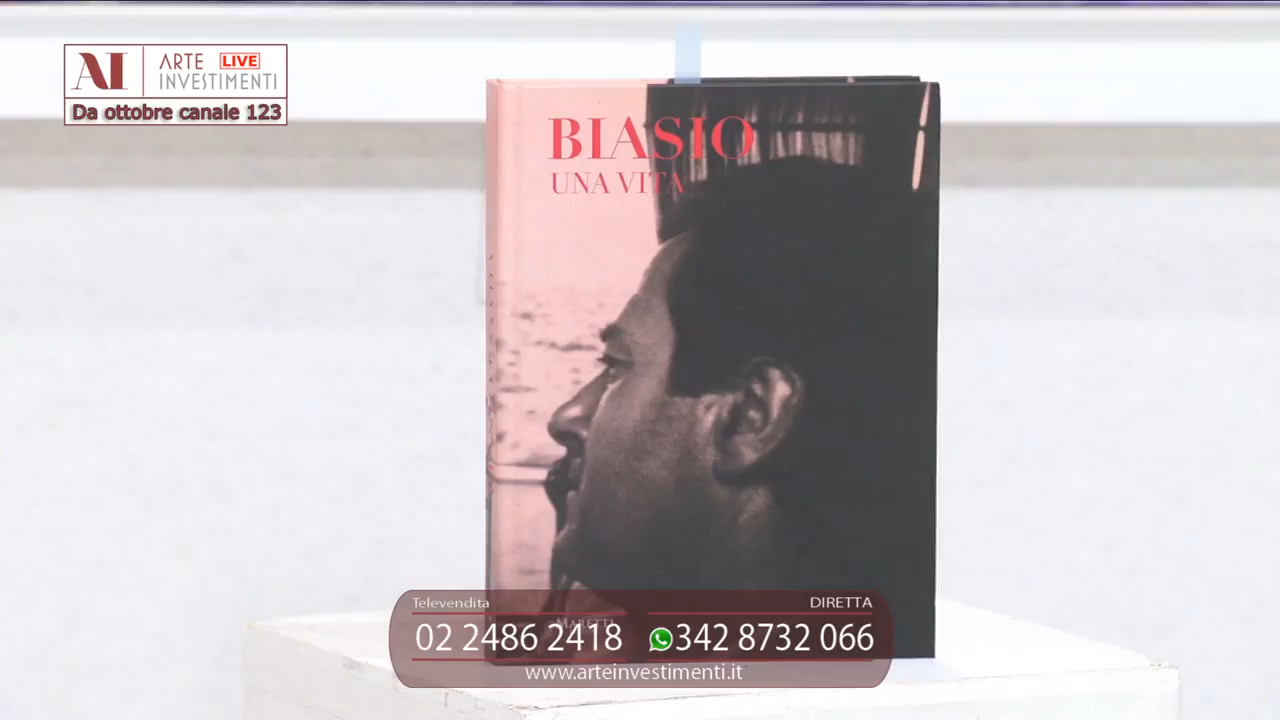 AI ARTE LIVE
INVESTIMENTI
Da ottobre canale 123
BIASIO
UNA VITA
MARETTI
Televendita DIRETTA
02 2486 2418 342 8732 066
www.arteinvestimenti.it